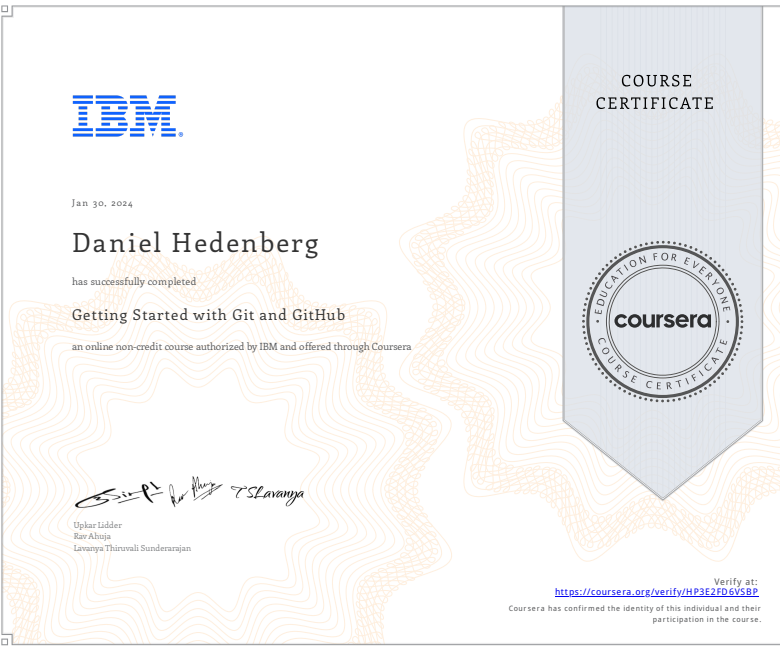 COURSE
CERTIFICATE
IBM®
Jan 30, 2024
Daniel Hedenberg
has successfully completed
Getting Started with Git and GitHub
an online non-credit course authorized by IBM and offered through Coursera
EDUCATION FOR EVERYONE
coursera
COURSE CERTIFICATE
Rav Ahuja
TSLavanya
Upkar Lidder
Rav Ahuja
Lavanya Thiruvali Sunderarajan
Verify at:
https://coursera.org/verify/HP3E2FD6VSBP
Coursera has confirmed the identity of this individual and their
participation in the course.